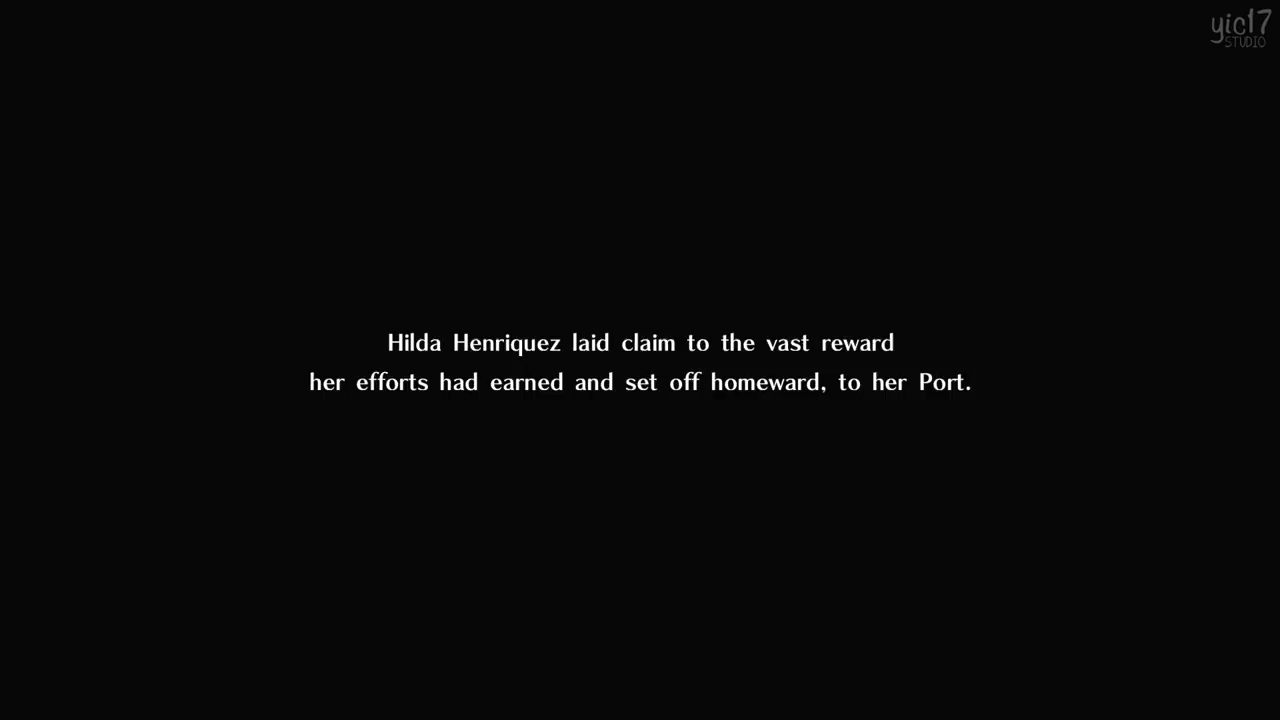 yic17
STUDIO
Hilda Henriquez laid claim to the vast reward
her efforts had earned and set off homeward, to her Port.